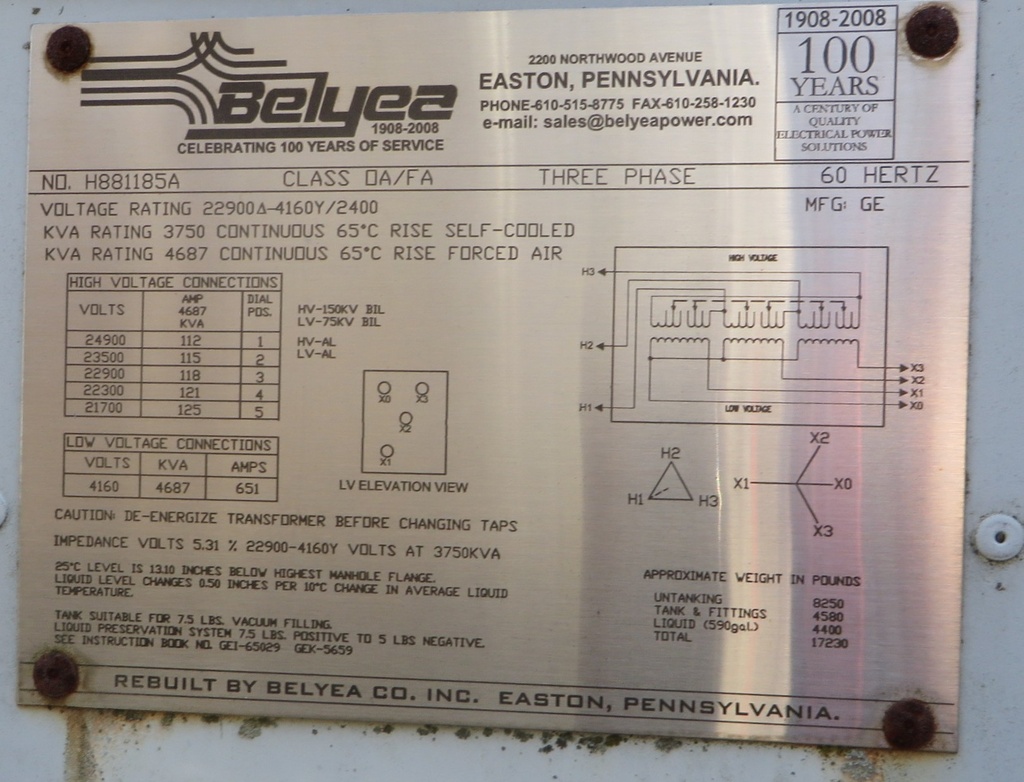 Belyea
1908-2008
CELEBRATING 100 YEARS OF SERVICE
2200 NORTHWOOD AVENUE
EASTON, PENNSYLVANIA.
PHONE-610-515-8775 FAX-610-258-1230
e-mail: sales@belyeapower.com
1908-2008
100
YEARS
A CENTURY OF
QUALITY
ELECTRICAL POWER
SOLUTIONS
NO. H881185A CLASS OA/FA THREE PHASE 60 HERTZ
VOLTAGE RATING 22900Δ-4160Y/2400 MFG: GE
KVA RATING 3750 CONTINUOUS 65°C RISE SELF-COOLED
KVA RATING 4687 CONTINUOUS 65°C RISE FORCED AIR
HIGH VOLTAGE CONNECTIONS
VOLTS AMP 4687 KVA DIAL POS.
24900 112 1
23500 115 2
22900 118 3
22300 121 4
21700 125 5
HV-150KV BIL
LV-75KV BIL
HV-AL
LV-AL
X0 X3
X2
X1
LV ELEVATION VIEW
LOW VOLTAGE CONNECTIONS
VOLTS KVA AMPS
4160 4687 651
HIGH VOLTAGE
H3
H2
H1
X3
X2
X1
X0
LOW VOLTAGE
H2
H1 H3
X2
X1 X0
X3
CAUTION: DE-ENERGIZE TRANSFORMER BEFORE CHANGING TAPS
IMPEDANCE VOLTS 5.31 % 22900-4160Y VOLTS AT 3750KVA
25°C LEVEL IS 13.10 INCHES BELOW HIGHEST MANHOLE FLANGE.
LIQUID LEVEL CHANGES 0.50 INCHES PER 10°C CHANGE IN AVERAGE LIQUID
TEMPERATURE.
TANK SUITABLE FOR 7.5 LBS. VACUUM FILLING.
LIQUID PRESERVATION SYSTEM 7.5 LBS. POSITIVE TO 5 LBS NEGATIVE.
SEE INSTRUCTION BOOK NO. GEI-65029 GEK-5659
APPROXIMATE WEIGHT IN POUNDS
UNTANKING 8250
TANK & FITTINGS 4580
LIQUID (590gal) 4400
TOTAL 17230
REBUILT BY BELYEA CO. INC. EASTON, PENNSYLVANIA.